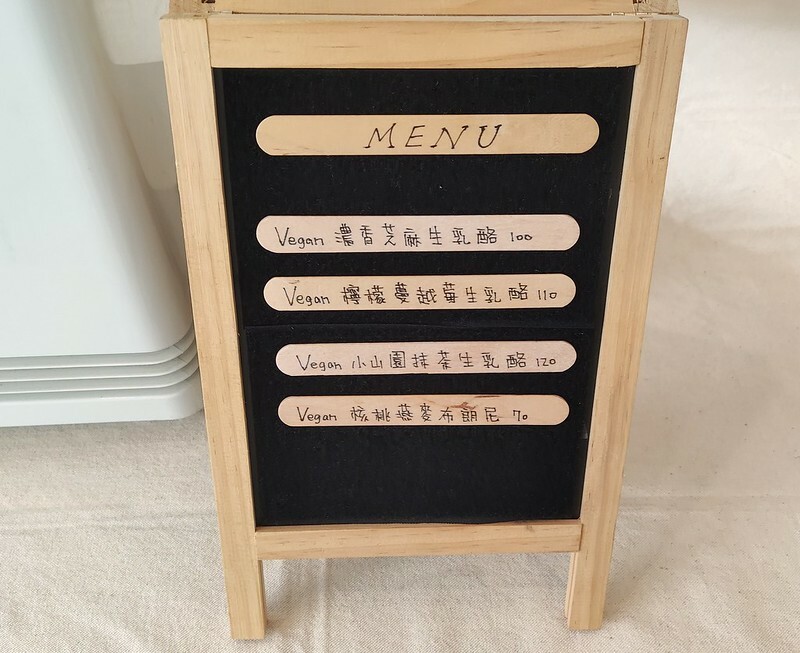 MENU
Vegan 濃香芝麻生乳酪 100
Vegan 檸檬蔓越莓生乳酪 110
Vegan 小山園抹茶生乳酪 120
Vegan 核桃燕麥布朗尼 70